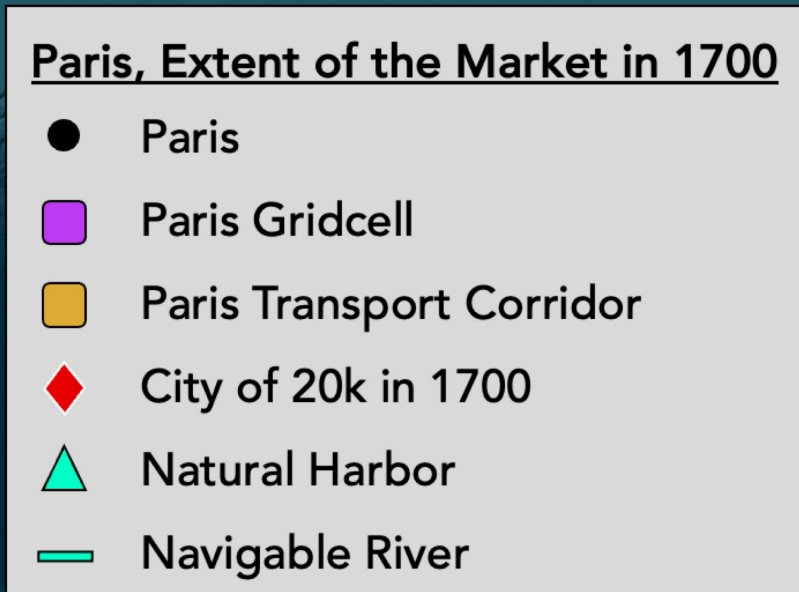 Paris, Extent of the Market in 1700
Paris
Paris Gridcell
Paris Transport Corridor
City of 20k in 1700
Natural Harbor
Navigable River